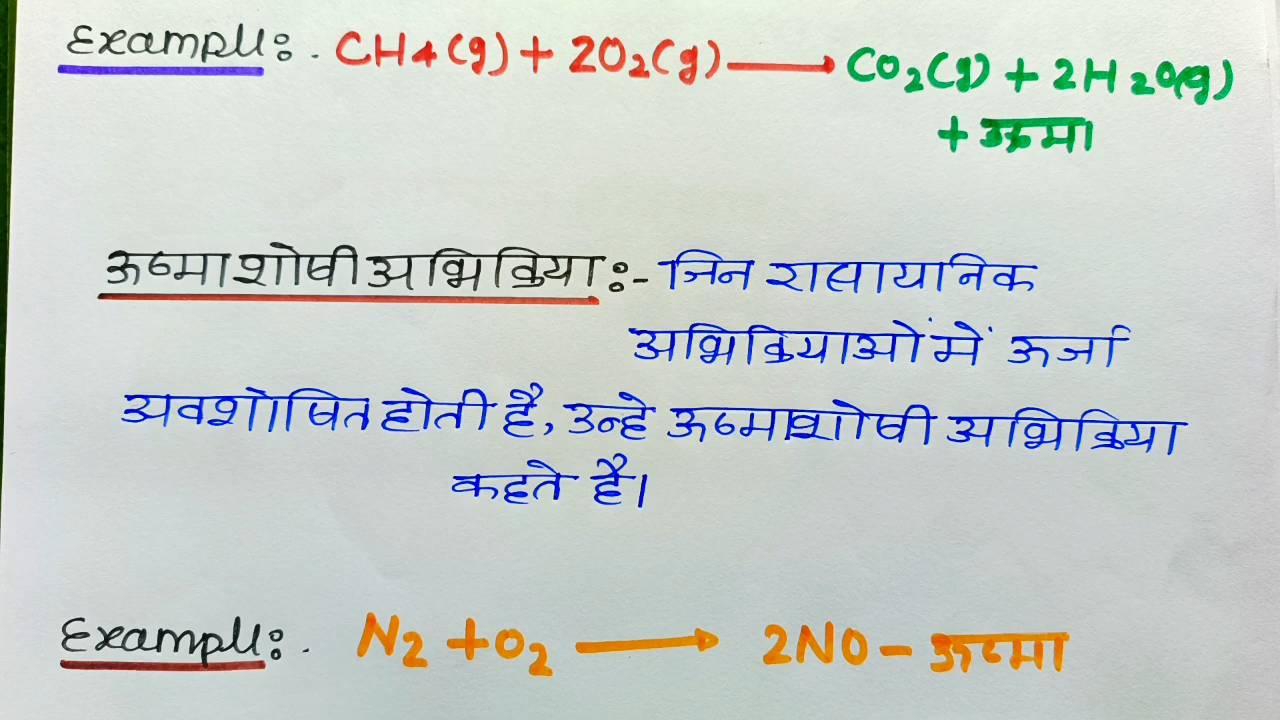 Example:. CH4(g) + 2O2(g) ⟶ CO2(g) + 2H2O(g)
+ ऊष्मा
ऊष्माशोषी अभिक्रिया:- जिन रासायनिक
अभिक्रियाओं में ऊर्जा
अवशोषित होती है, उन्हे ऊष्माशोषी अभिक्रिया
कहते है।
Example:. N2 + O2 ⟶ 2NO - ऊष्मा